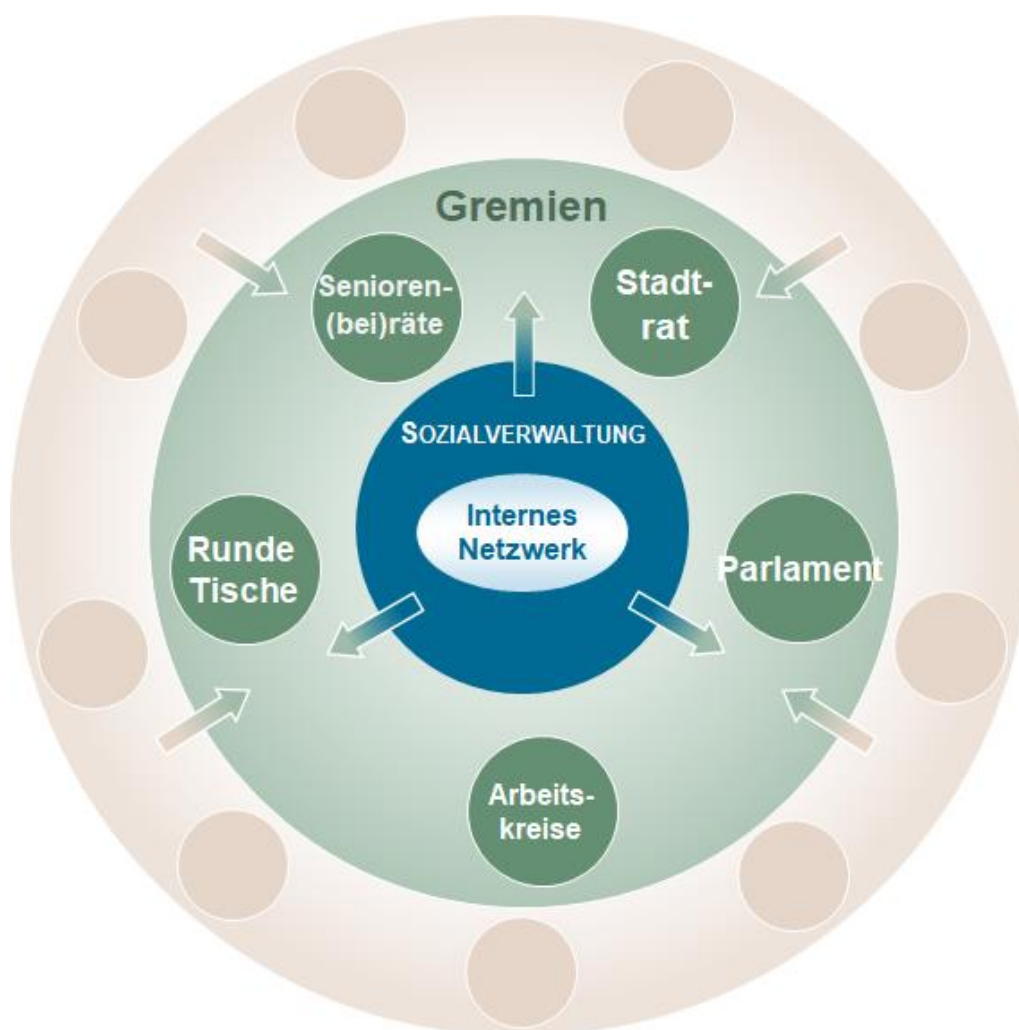 Gremien
Senioren-
(bei)räte
Stadt-
rat
SOZIALVERWALTUNG
Internes
Netzwerk
Runde
Tische
Parlament
Arbeits-
kreise